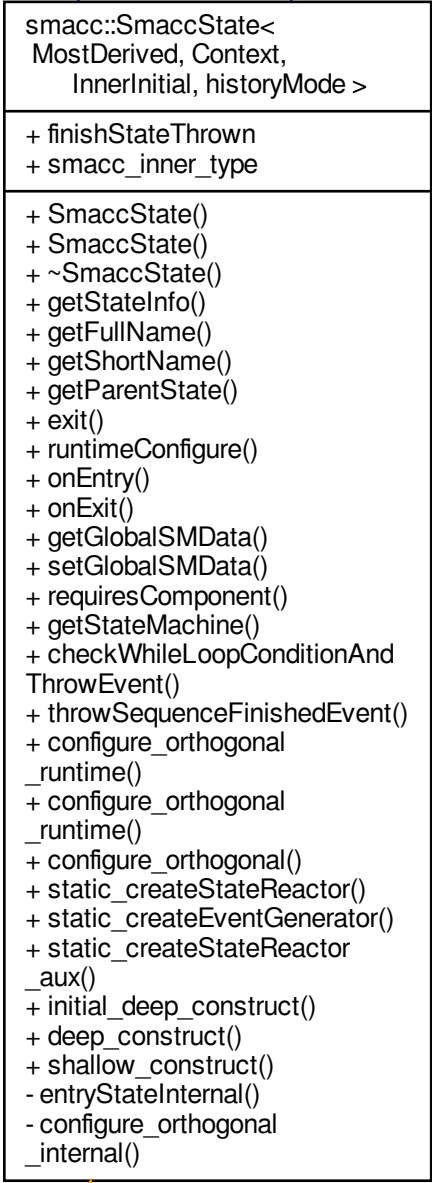 smacc::SmaccState<
MostDerived, Context,
InnerInitial, historyMode >
+ finishStateThrown
+ smacc_inner_type
+ SmaccState()
+ SmaccState()
+ ~SmaccState()
+ getStateInfo()
+ getFullName()
+ getShortName()
+ getParentState()
+ exit()
+ runtimeConfigure()
+ onEntry()
+ onExit()
+ getGlobalSMData()
+ setGlobalSMData()
+ requiresComponent()
+ getStateMachine()
+ checkWhileLoopConditionAnd
ThrowEvent()
+ throwSequenceFinishedEvent()
+ configure_orthogonal
_runtime()
+ configure_orthogonal
_runtime()
+ configure_orthogonal()
+ static_createStateReactor()
+ static_createEventGenerator()
+ static_createStateReactor
_aux()
+ initial_deep_construct()
+ deep_construct()
+ shallow_construct()
- entryStateInternal()
- configure_orthogonal
_internal()